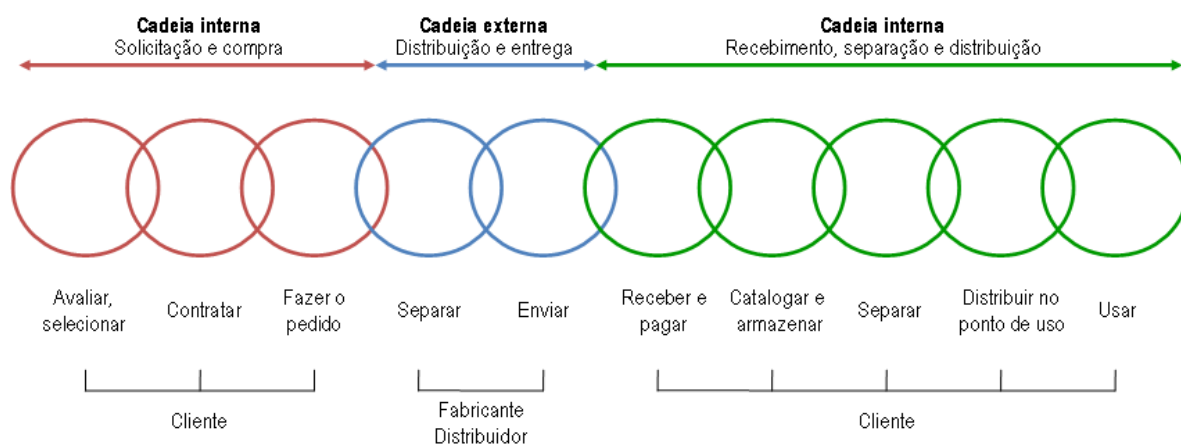 Cadeia interna
Solicitação e compra
Cadeia externa
Distribuição e entrega
Cadeia interna
Recebimento, separação e distribuição
Avaliar,
selecionar
Contratar
Fazer o
pedido
Separar
Enviar
Receber e
pagar
Catalogar e
armazenar
Separar
Distribuir no
ponto de uso
Usar
Cliente
Fabricante
Distribuidor
Cliente